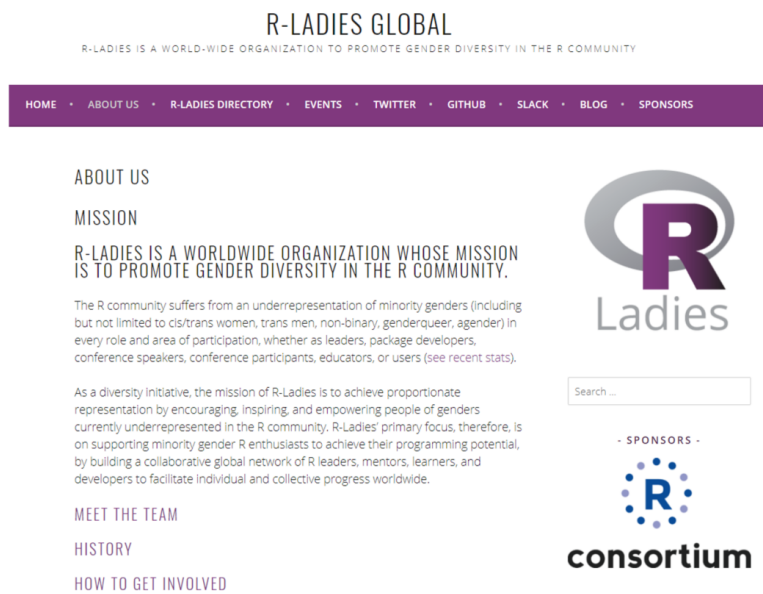 R-LADIES GLOBAL
R-LADIES IS A WORLD-WIDE ORGANIZATION TO PROMOTE GENDER DIVERSITY IN THE R COMMUNITY
HOME • ABOUT US • R-LADIES DIRECTORY • EVENTS • TWITTER • GITHUB • SLACK • BLOG • SPONSORS
ABOUT US
MISSION
R-LADIES IS A WORLDWIDE ORGANIZATION WHOSE MISSION
IS TO PROMOTE GENDER DIVERSITY IN THE R COMMUNITY.
The R community suffers from an underrepresentation of minority genders (including
but not limited to cis/trans women, trans men, non-binary, genderqueer, agender) in
every role and area of participation, whether as leaders, package developers,
conference speakers, conference participants, educators, or users (see recent stats).
As a diversity initiative, the mission of R-Ladies is to achieve proportionate
representation by encouraging, inspiring, and empowering people of genders
currently underrepresented in the R community. R-Ladies' primary focus, therefore, is
on supporting minority gender R enthusiasts to achieve their programming potential,
by building a collaborative global network of R leaders, mentors, learners, and
developers to facilitate individual and collective progress worldwide.
MEET THE TEAM
HISTORY
HOW TO GET INVOLVED
R
Ladies
Search ...
- SPONSORS -
R
consortium